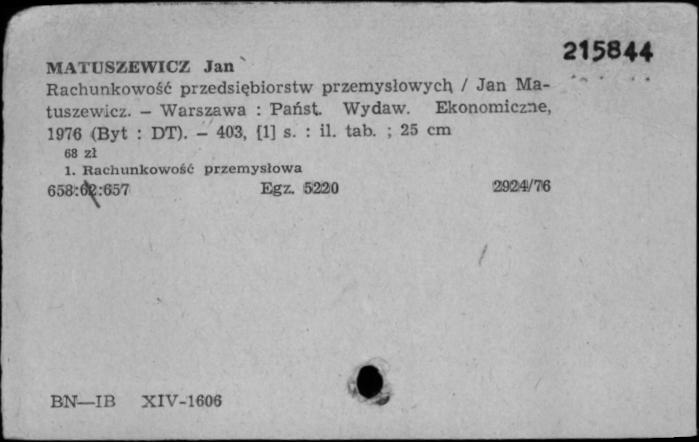 215844
MATUSZEWICZ Jan
Rachunkowość przedsiębiorstw przemysłowych / Jan Ma-
tuszewicz. — Warszawa : Państ. Wydaw. Ekonomiczne,
1976 (Byt : DT). — 403, [1] s. : il. tab. ; 25 cm
68 zł
1. Rachunkowość przemysłowa
658:62:657 Egz. 5220 2924/76
BN—IB XIV-1606